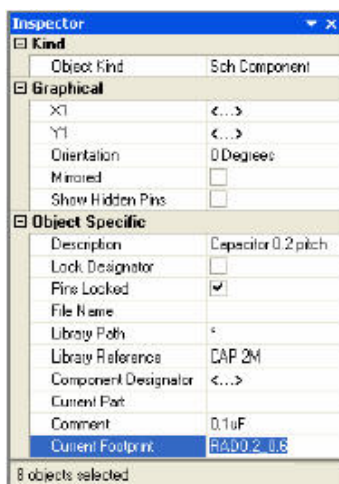 Inspector
Kind
Object Kind Sch Component
Graphical
X1 <...>
Y1 <...>
Orientation 0 Degrees
Mirrored
Show Hidden Pins
Object Specific
Description Capacitor 0.2 pitch
Lock Designator
Pins Locked
File Name
Library Path *
Library Reference CAP 2M
Component Designator <...>
Current Part
Comment 0.1uF
Current Footprint RAD0.2_0.6
8 objects selected